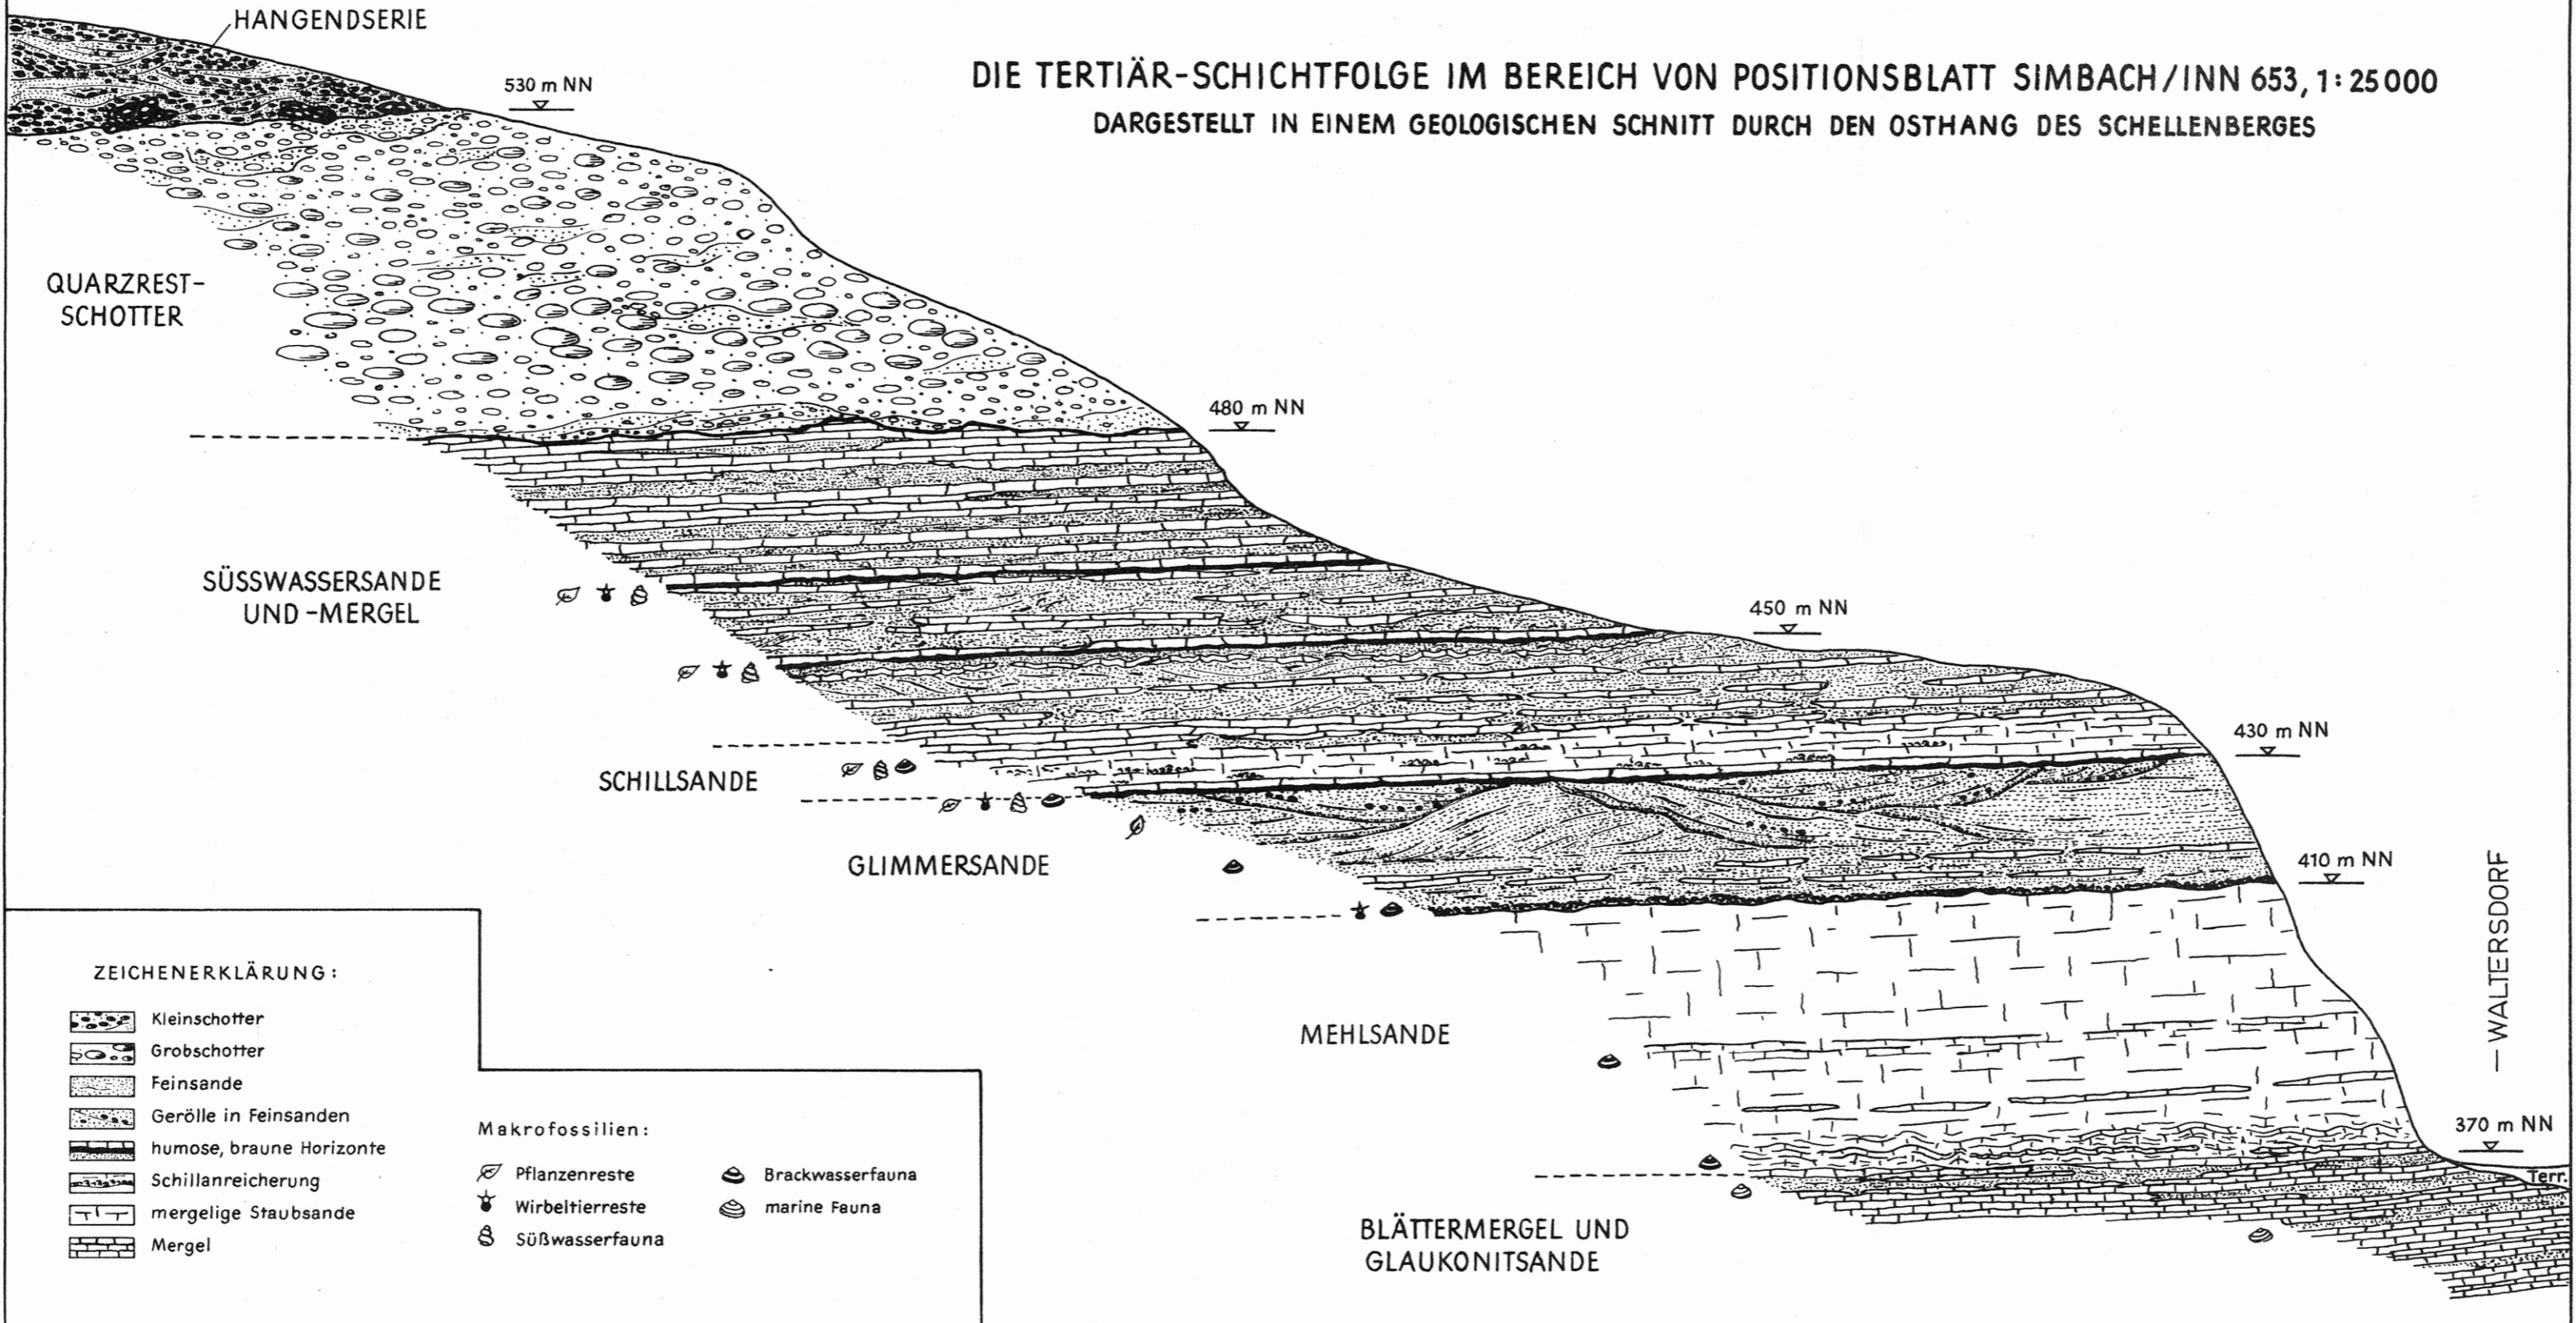 HANGENDSERIE
DIE TERTIÄR-SCHICHTFOLGE IM BEREICH VON POSITIONSBLATT SIMBACH/INN 653, 1:25000
DARGESTELLT IN EINEM GEOLOGISCHEN SCHNITT DURCH DEN OSTHANG DES SCHELLENBERGES
530 m NN
QUARZREST-
SCHOTTER
480 m NN
SÜSSWASSERSANDE
UND -MERGEL
450 m NN
430 m NN
SCHILLSANDE
GLIMMERSANDE
410 m NN
— WALTERSDORF
MEHLSANDE
370 m NN
Terr.
BLÄTTERMERGEL UND
GLAUKONITSANDE
ZEICHENERKLÄRUNG:
Kleinschotter
Grobschotter
Feinsande
Gerölle in Feinsanden
humose, braune Horizonte
Schillanreicherung
mergelige Staubsande
Mergel
Makrofossilien:
Pflanzenreste
Wirbeltierreste
Süßwasserfauna
Brackwasserfauna
marine Fauna